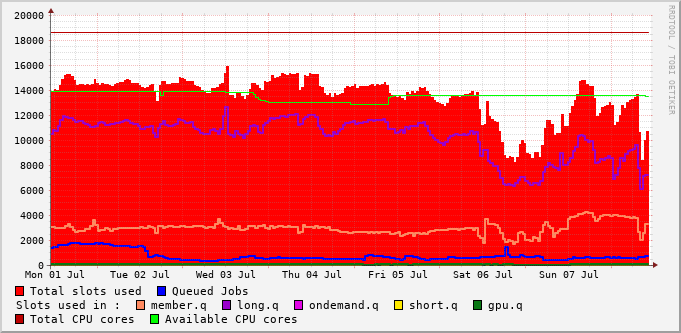 20000
18000
16000
14000
12000
10000
8000
6000
4000
2000
0
Mon 01 Jul Tue 02 Jul Wed 03 Jul Thu 04 Jul Fri 05 Jul Sat 06 Jul Sun 07 Jul
RRDTOOL / TOBI OETIKER
Total slots used Queued Jobs
Slots used in : member.q long.q ondemand.q short.q gpu.q
Total CPU cores Available CPU cores